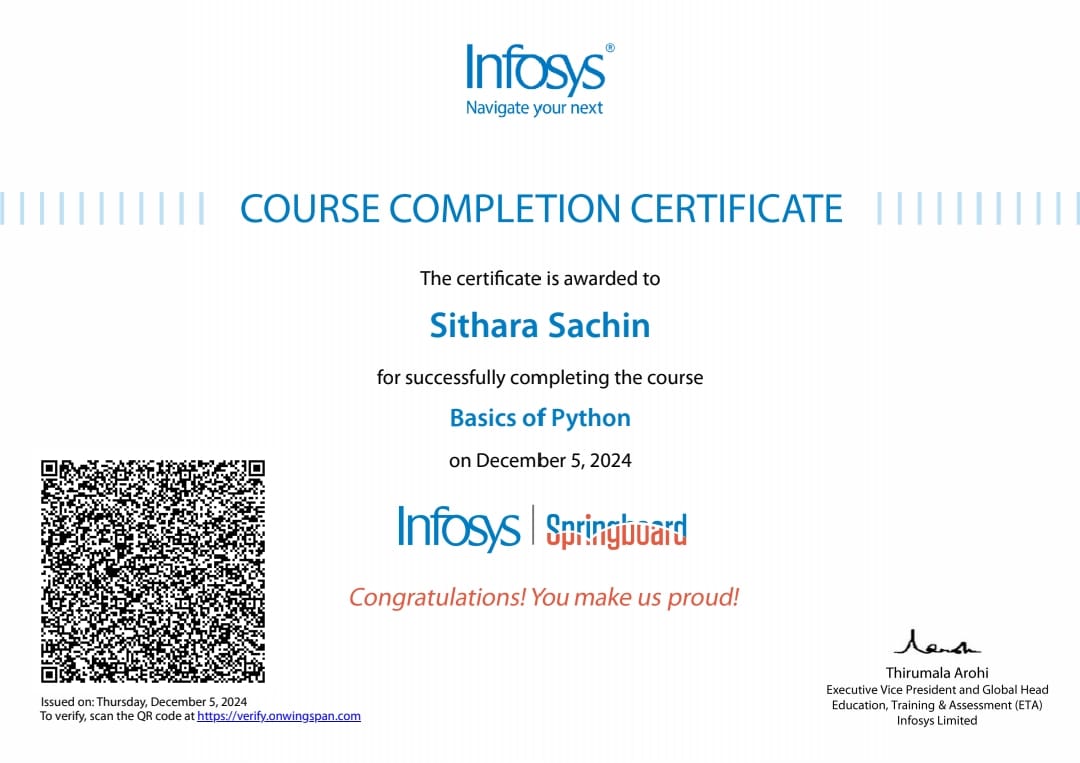 Infosys®
Navigate your next
COURSE COMPLETION CERTIFICATE
The certificate is awarded to
Sithara Sachin
for successfully completing the course
Basics of Python
on December 5, 2024
Infosys | Springboard
Congratulations! You make us proud!
Issued on: Thursday, December 5, 2024
To verify, scan the QR code at https://verify.onwingspan.com
Thirumala Arohi
Executive Vice President and Global Head
Education, Training & Assessment (ETA)
Infosys Limited